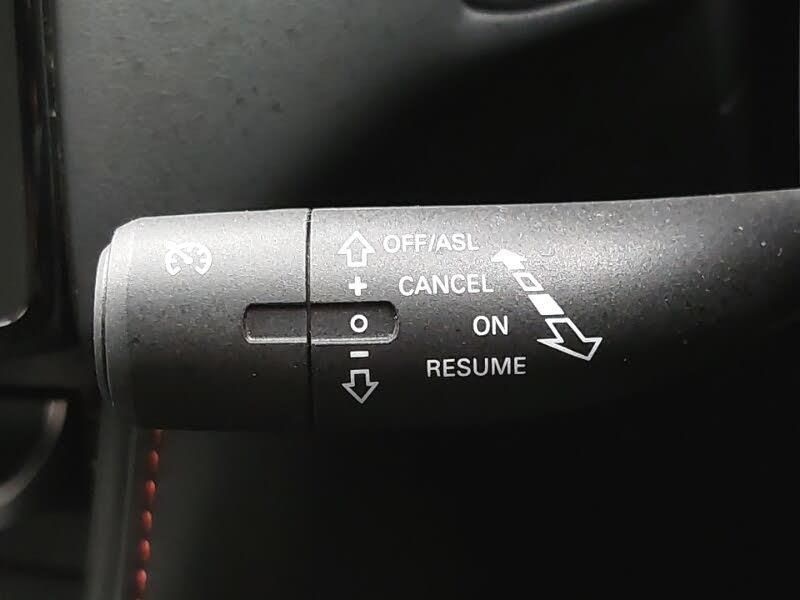 OFF/ASL
+ CANCEL
O ON
− RESUME